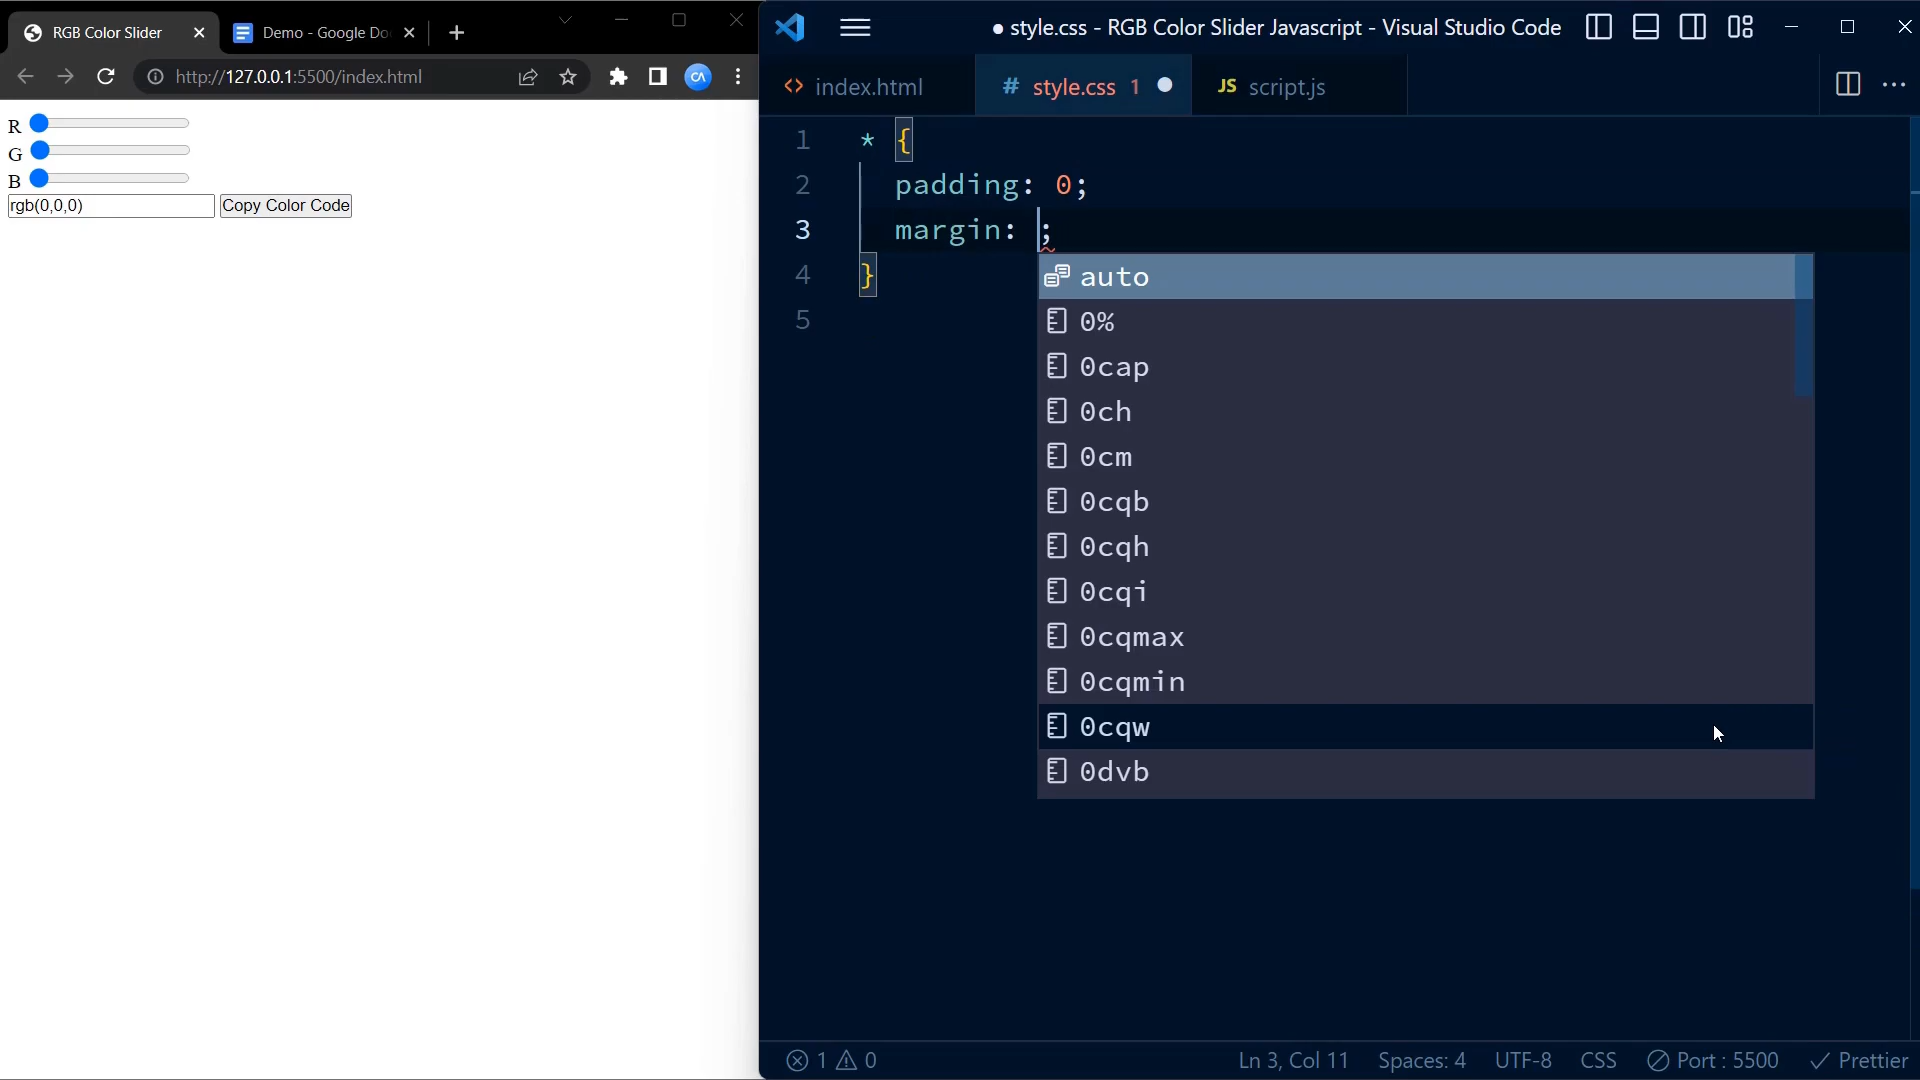 RGB Color Slider
Demo - Google Do
CA
http://127.0.0.1:5500/index.html
R
G
B
rgb(0,0,0)
Copy Color Code
● style.css - RGB Color Slider Javascript - Visual Studio Code
<> index.html
# style.css 1 ●
JS script.js
1 * {
2 padding: 0;
3 margin: ;
4 }
5
auto
0%
0cap
0ch
0cm
0cqb
0cqh
0cqi
0cqmax
0cqmin
0cqw
0dvb
1 0
Ln 3, Col 11
Spaces: 4
UTF-8
CSS
Port : 5500
Prettier